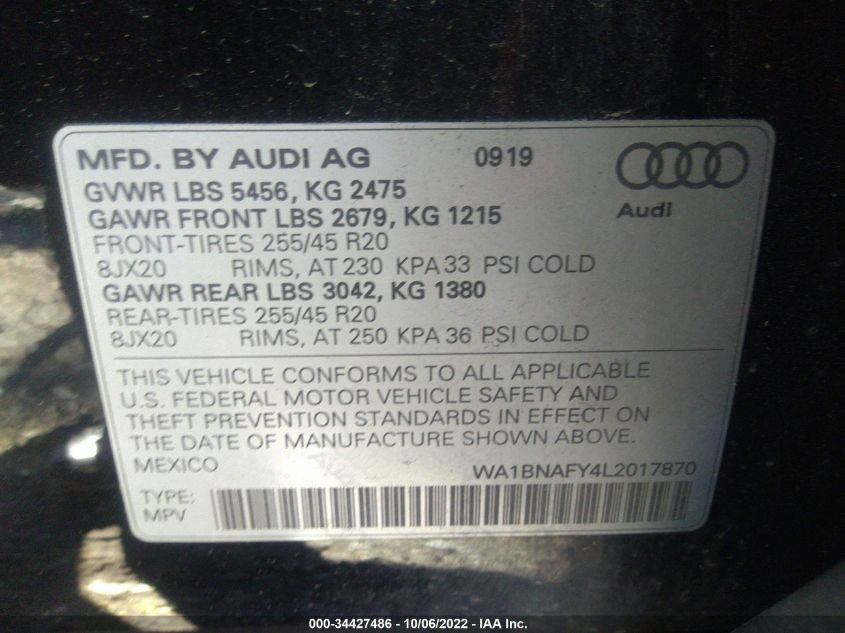 MFD. BY AUDI AG 0919
GVWR LBS 5456, KG 2475
GAWR FRONT LBS 2679, KG 1215
Audi
FRONT-TIRES 255/45 R20
8JX20 RIMS, AT 230 KPA 33 PSI COLD
GAWR REAR LBS 3042, KG 1380
REAR-TIRES 255/45 R20
8JX20 RIMS, AT 250 KPA 36 PSI COLD
THIS VEHICLE CONFORMS TO ALL APPLICABLE
U.S. FEDERAL MOTOR VEHICLE SAFETY AND
THEFT PREVENTION STANDARDS IN EFFECT ON
THE DATE OF MANUFACTURE SHOWN ABOVE.
MEXICO WA1BNAFY4L2017870
TYPE:
MPV
000-34427486 - 10/06/2022 - IAA Inc.